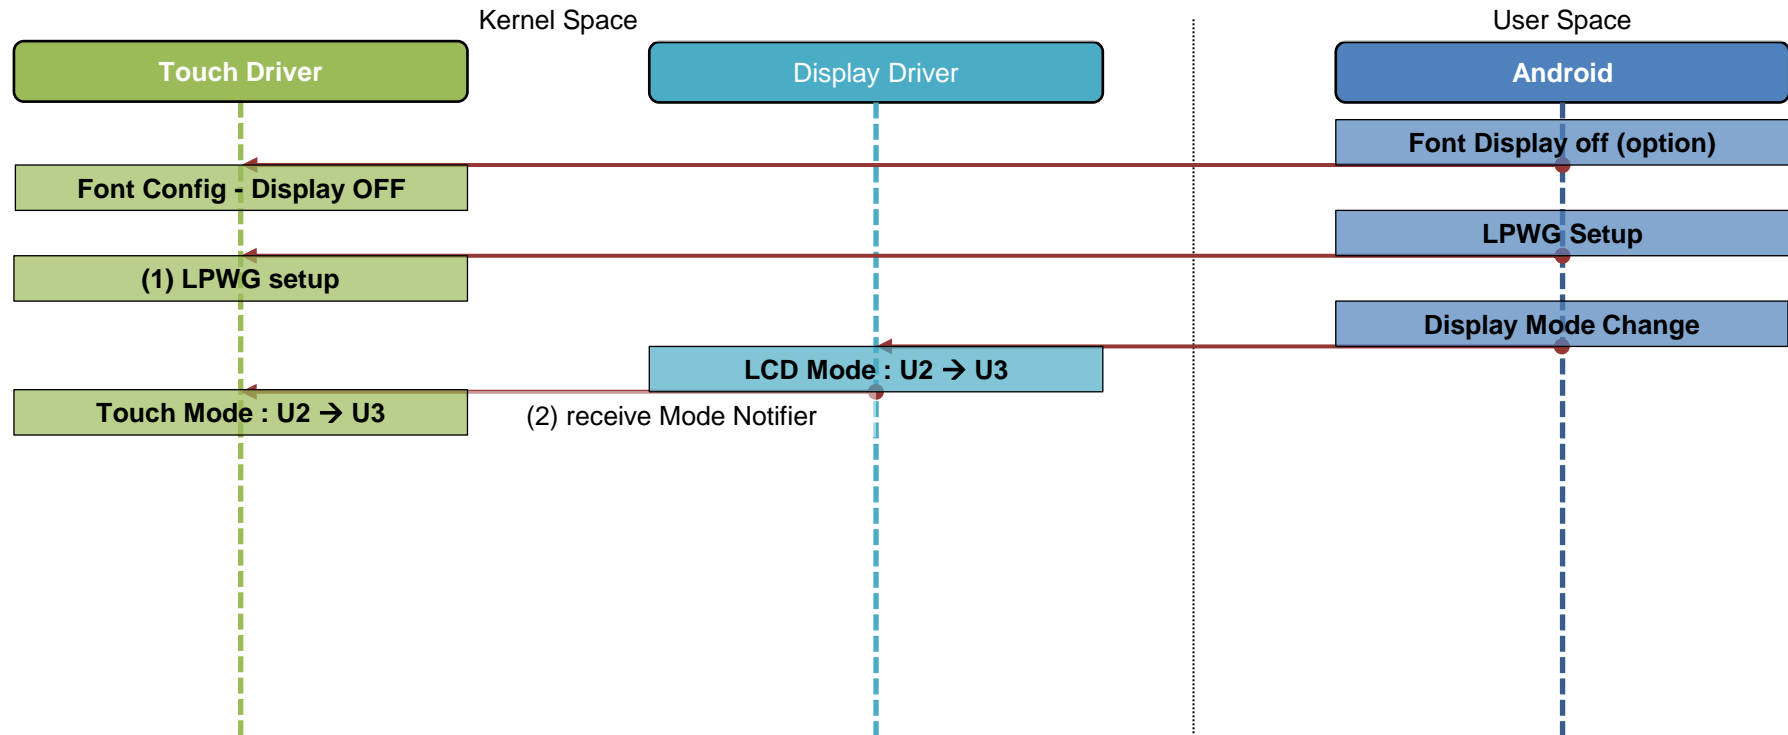 Kernel Space
User Space
Touch Driver
Display Driver
Android
Font Display off (option)
Font Config - Display OFF
LPWG Setup
(1) LPWG setup
Display Mode Change
LCD Mode : U2 → U3
Touch Mode : U2 → U3
(2) receive Mode Notifier